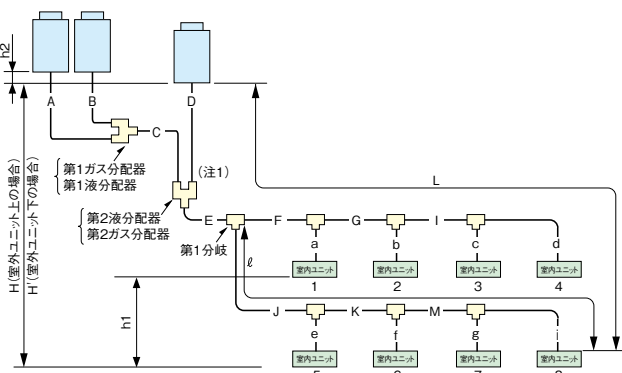 h2
A
B
D
C
第1ガス分配器
第1液分配器
(注1)
L
第2液分配器
第2ガス分配器
E
F
G
I
第1分岐
ℓ
a
b
c
d
室内ユニット
室内ユニット
室内ユニット
室内ユニット
1
2
3
4
H(室外ユニット上の場合)
H'(室外ユニット下の場合)
h1
J
K
M
e
f
g
i
室内ユニット
室内ユニット
室内ユニット
室内ユニット